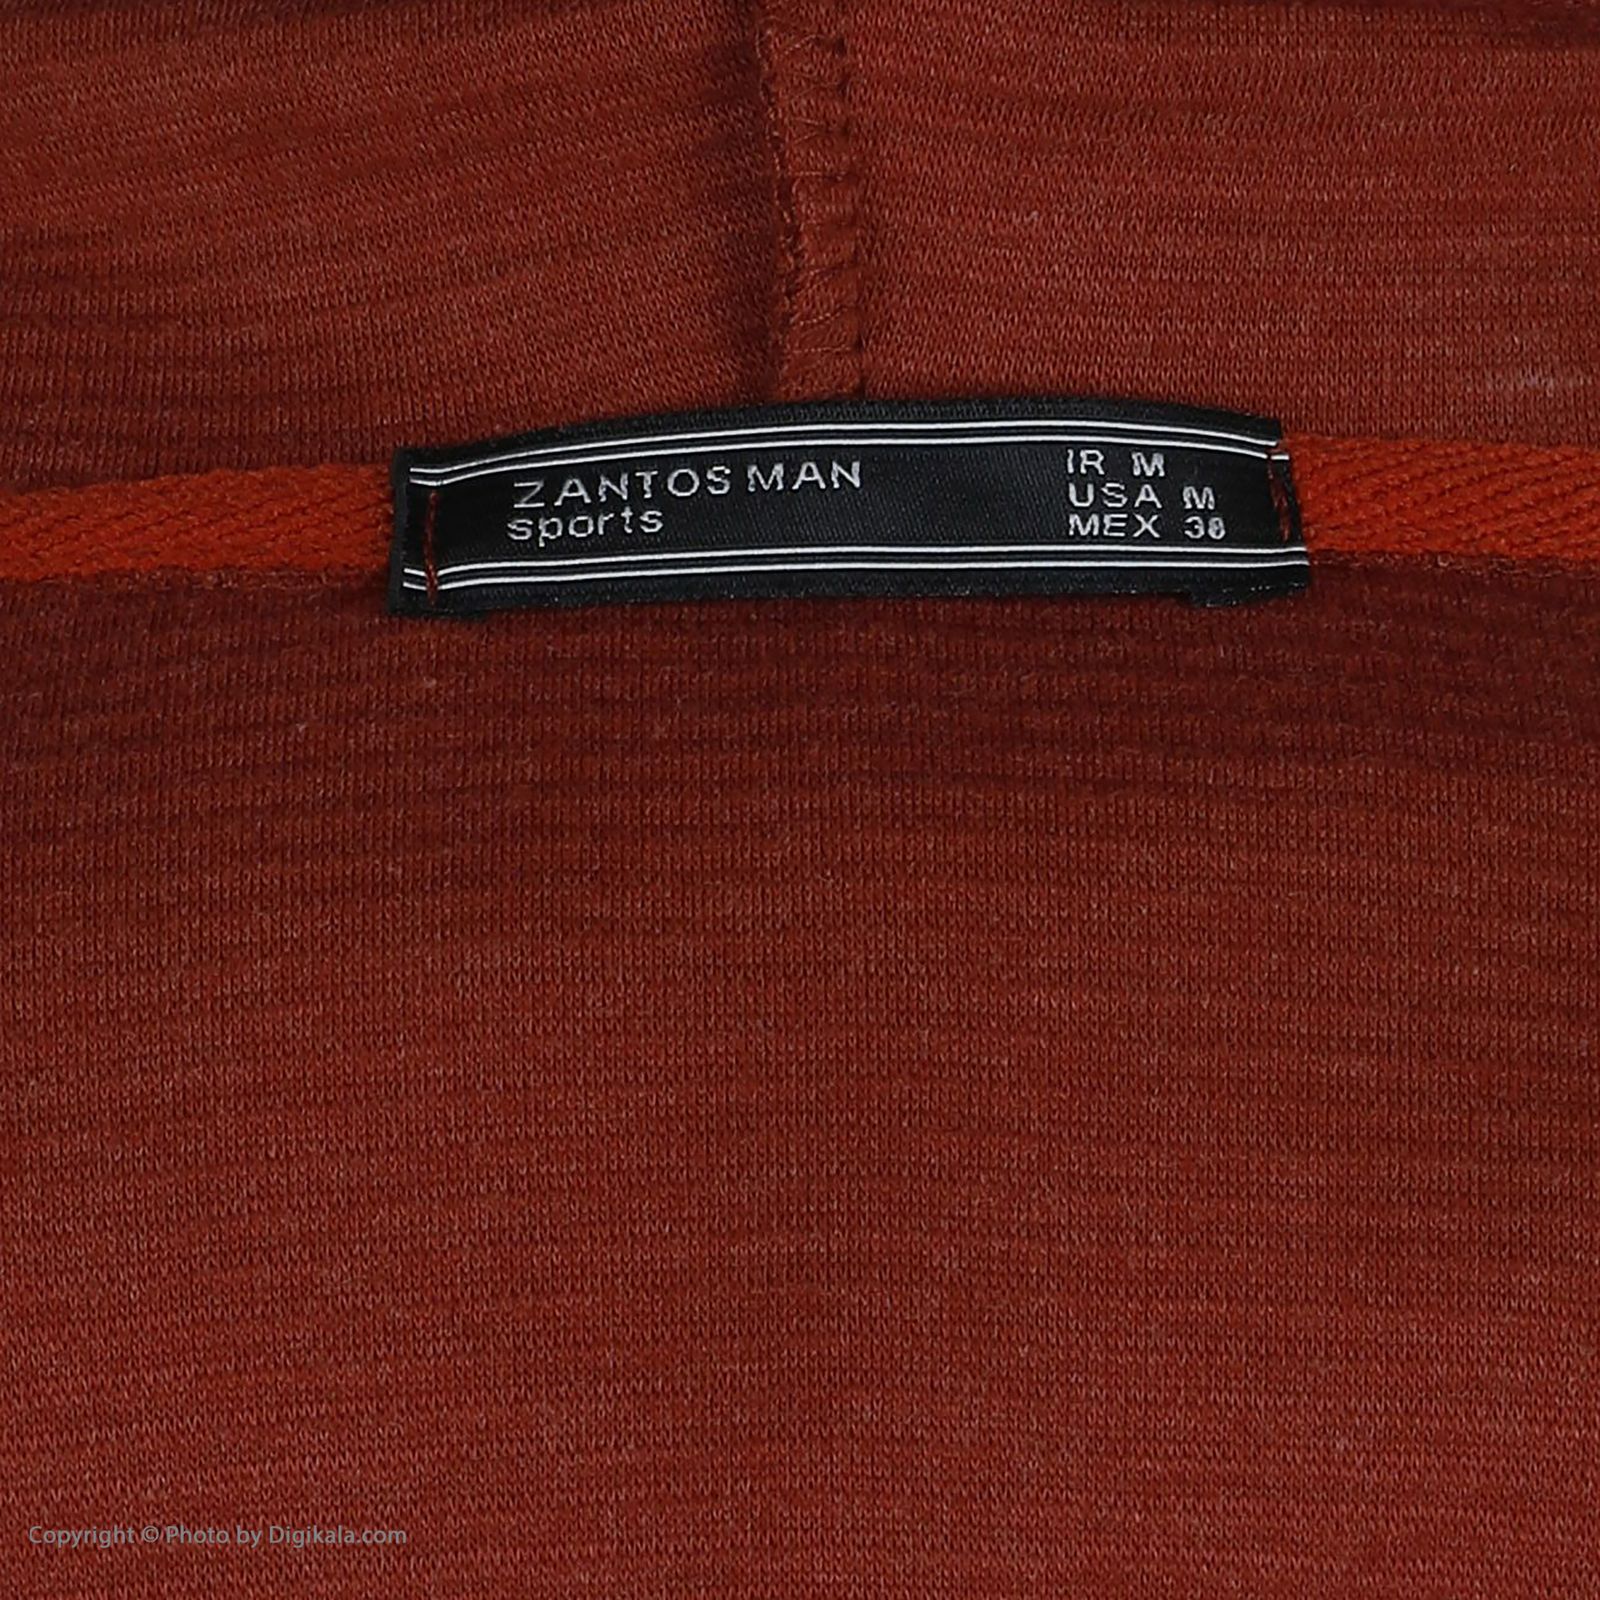 ZANTOS MAN
sports
IR M
USA M
MEX 38
Copyright © Photo by Digikala.com